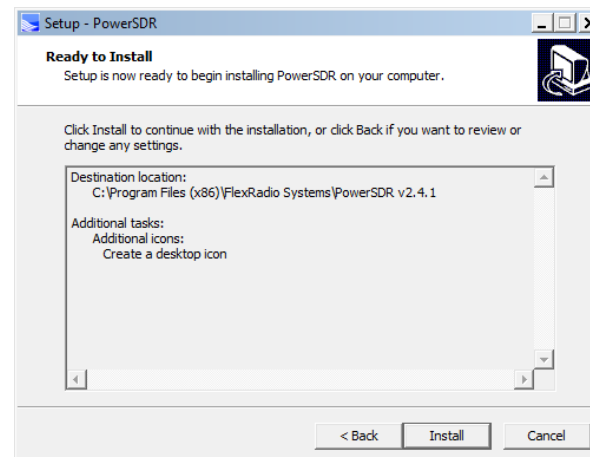 Setup - PowerSDR
Ready to Install
Setup is now ready to begin installing PowerSDR on your computer.
Click Install to continue with the installation, or click Back if you want to review or
change any settings.
Destination location:
C:\Program Files (x86)\FlexRadio Systems\PowerSDR v2.4.1
Additional tasks:
Additional icons:
Create a desktop icon
< Back
Install
Cancel